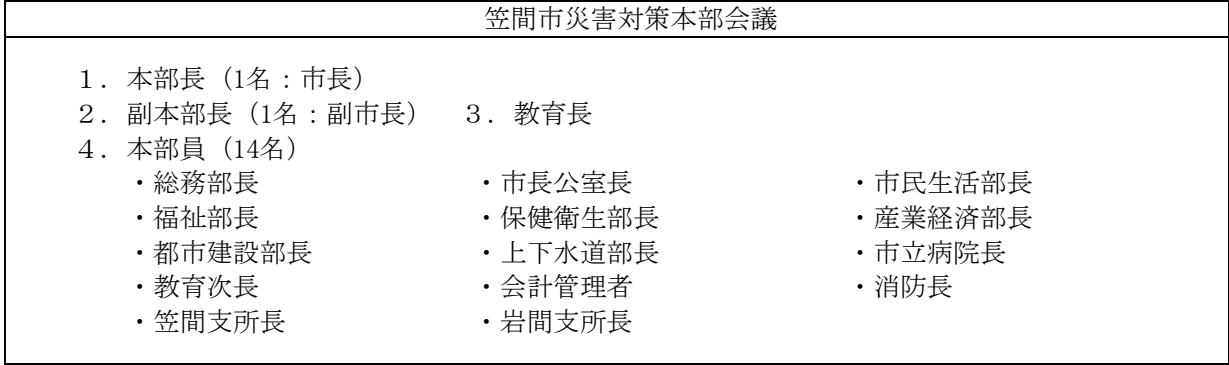 笠間市災害対策本部会議
１．本部長（1名：市長）
２．副本部長（1名：副市長）　３．教育長
４．本部員（14名）
・総務部長　・市長公室長　・市民生活部長
・福祉部長　・保健衛生部長　・産業経済部長
・都市建設部長　・上下水道部長　・市立病院長
・教育次長　・会計管理者　・消防長
・笠間支所長　・岩間支所長